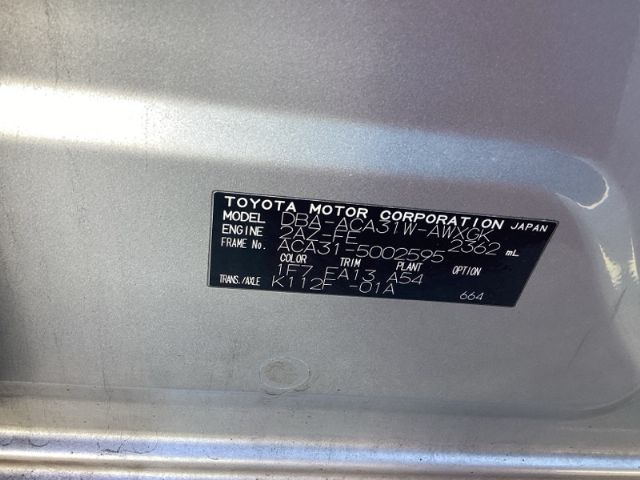 TOYOTA MOTOR CORPORATION JAPAN
MODEL DBA-ACA31W-AWXGK
ENGINE 2AZ-FE 2362 mL
FRAME No. ACA31-5002595
COLOR TRIM PLANT OPTION
1F7 EA13 A54
TRANS./AXLE K112F -01A
664